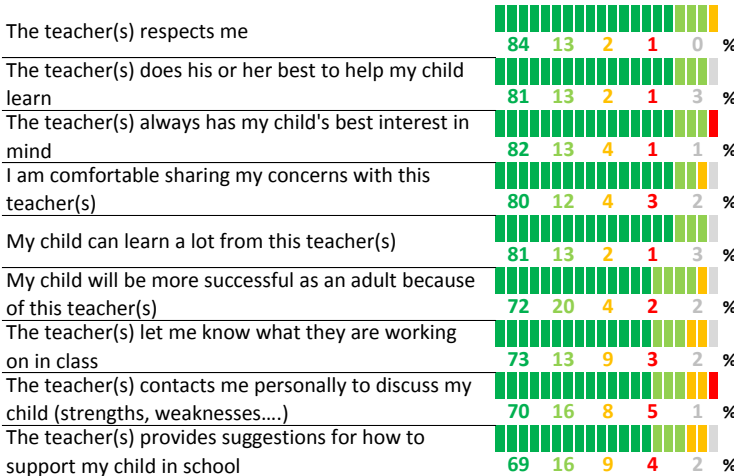 The teacher(s) respects me
84 13 2 1 0 %
The teacher(s) does his or her best to help my child
learn
81 13 2 1 3 %
The teacher(s) always has my child's best interest in
mind
82 13 4 1 1 %
I am comfortable sharing my concerns with this
teacher(s)
80 12 4 3 2 %
My child can learn a lot from this teacher(s)
81 13 2 1 3 %
My child will be more successful as an adult because
of this teacher(s)
72 20 4 2 2 %
The teacher(s) let me know what they are working
on in class
73 13 9 3 2 %
The teacher(s) contacts me personally to discuss my
child (strengths, weaknesses....)
70 16 8 5 1 %
The teacher(s) provides suggestions for how to
support my child in school
69 16 9 4 2 %